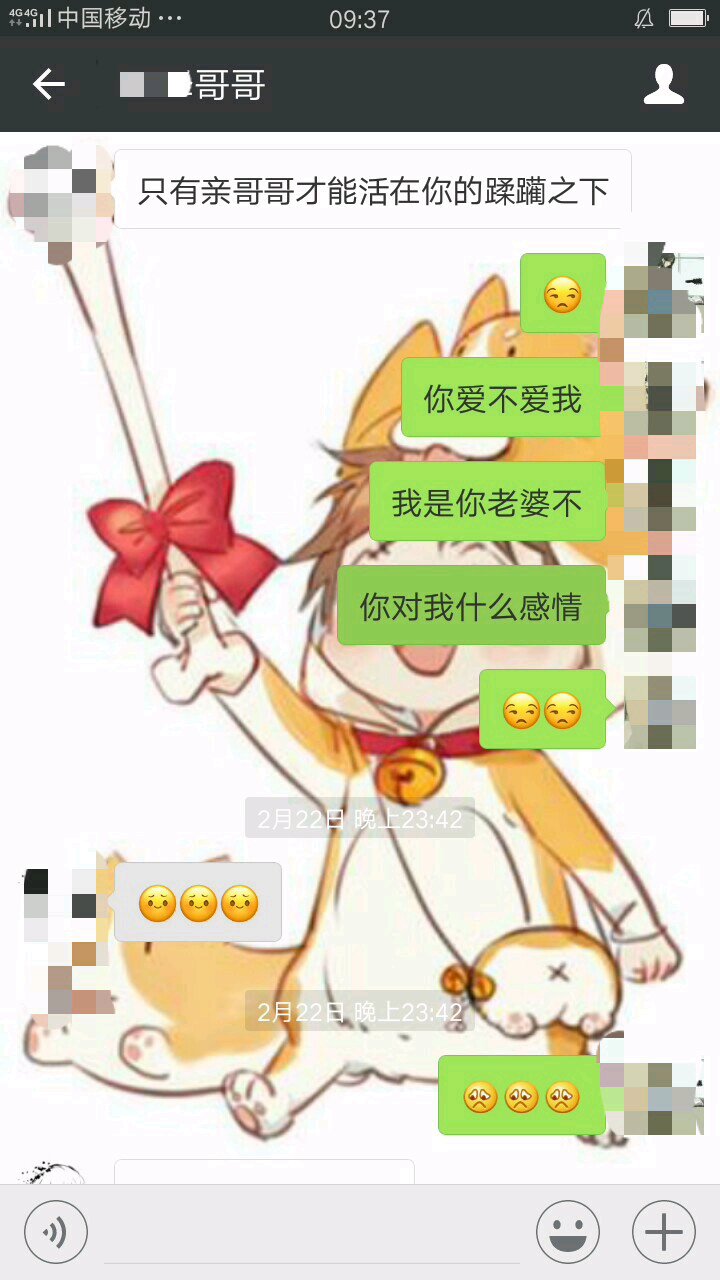 4G 4G 中国移动 ··· 09:37
哥哥
只有亲哥哥才能活在你的蹂躏之下
你爱不爱我
我是你老婆不
你对我什么感情
2月22日 晚上23:42
2月22日 晚上23:42